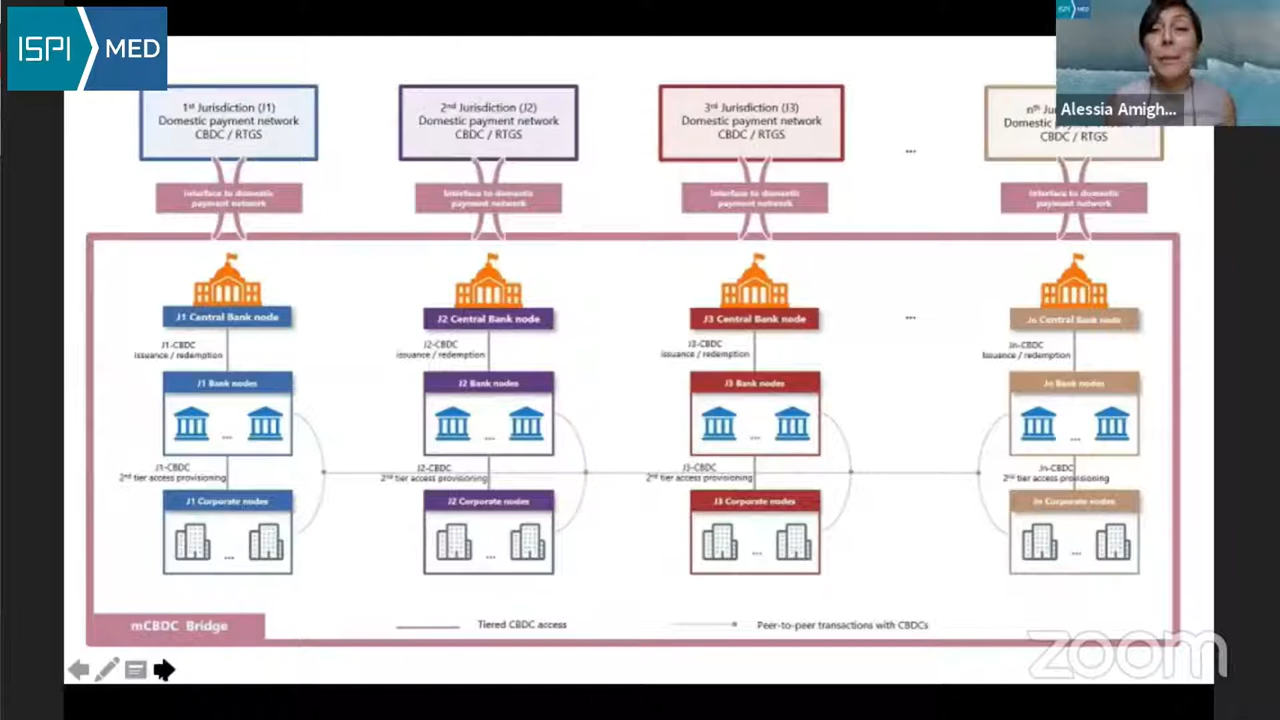 ISPI MED
ISPI MED
Alessia Amigh...
1st Jurisdiction (J1)
Domestic payment network
CBDC / RTGS
2nd Jurisdiction (J2)
Domestic payment network
CBDC / RTGS
3rd Jurisdiction (J3)
Domestic payment network
CBDC / RTGS
...
nth Ju
Domes
CBDC / RTGS
Interface to domestic
payment network
Interface to domestic
payment network
Interface to domestic
payment network
Interface to domestic
payment network
J1 Central Bank node
J2 Central Bank node
J3 Central Bank node
...
Jn Central Bank node
J1-CBDC
issuance / redemption
J2-CBDC
issuance / redemption
J3-CBDC
issuance / redemption
Jn-CBDC
issuance / redemption
J1 Bank nodes
...
J2 Bank nodes
...
J3 Bank nodes
...
Jn Bank nodes
...
J1-CBDC
2nd tier access provisioning
J2-CBDC
2nd tier access provisioning
J3-CBDC
2nd tier access provisioning
Jn-CBDC
2nd tier access provisioning
J1 Corporate nodes
...
J2 Corporate nodes
...
J3 Corporate nodes
...
Jn Corporate nodes
...
mCBDC Bridge
Tiered CBDC access
Peer-to-peer transactions with CBDCs
zoom